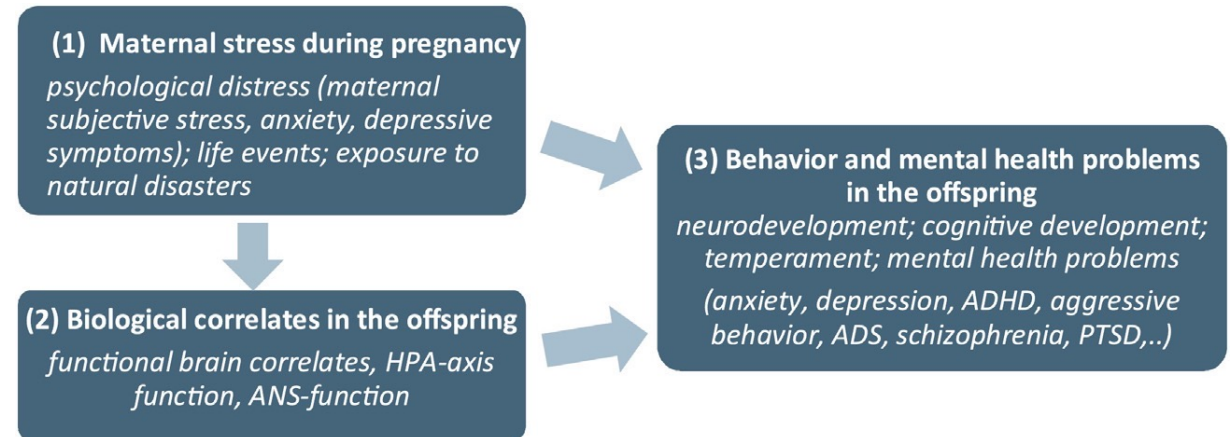 (1) Maternal stress during pregnancy
psychological distress (maternal
subjective stress, anxiety, depressive
symptoms); life events; exposure to
natural disasters
(2) Biological correlates in the offspring
functional brain correlates, HPA-axis
function, ANS-function
(3) Behavior and mental health problems
in the offspring
neurodevelopment; cognitive development;
temperament; mental health problems
(anxiety, depression, ADHD, aggressive
behavior, ADS, schizophrenia, PTSD,..)